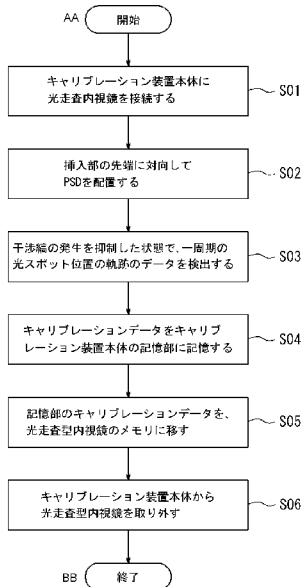 AA
開始
キャリブレーション装置本体に
光走査内視鏡を接続する
S01
挿入部の先端に対向して
PSDを配置する
S02
干渉縞の発生を抑制した状態で、一周期の
光スポット位置の軌跡のデータを検出する
S03
キャリブレーションデータをキャリブ
レーション装置本体の記憶部に記憶する
S04
記憶部のキャリブレーションデータを、
光走査型内視鏡のメモリに移す
S05
キャリブレーション装置本体から
光走査型内視鏡を取り外す
S06
BB
終了